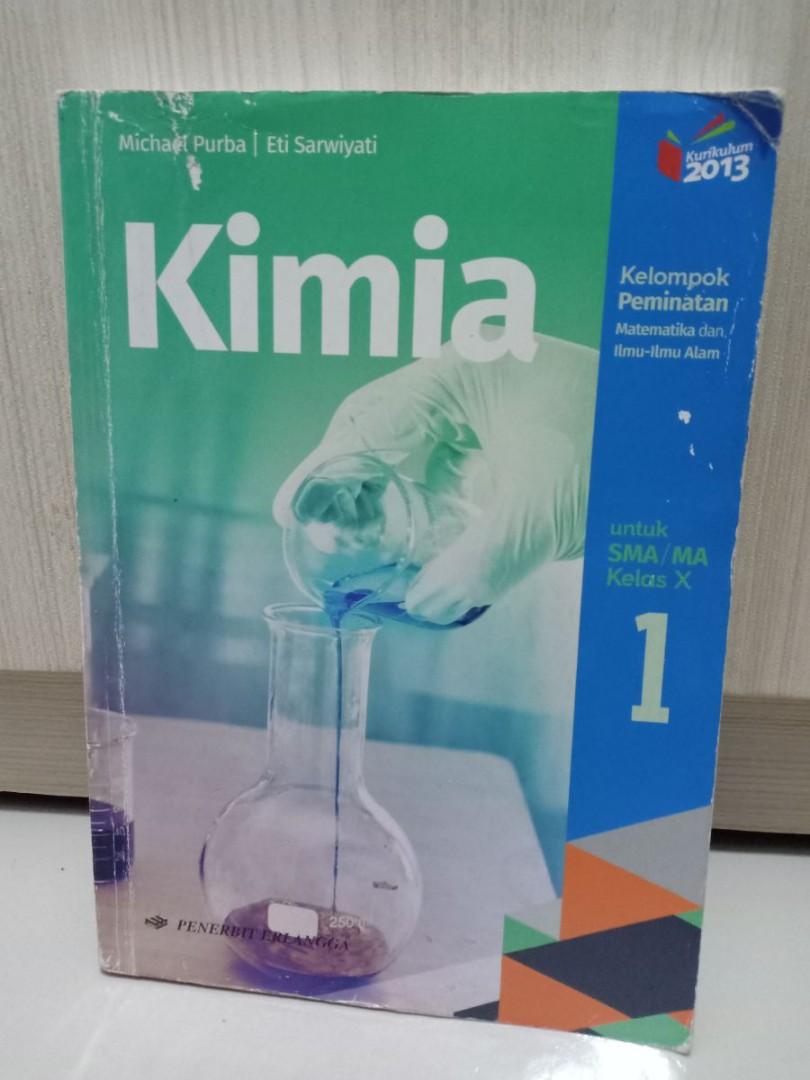 Michael Purba | Eti Sarwiyati
Kurikulum
2013
Kimia
Kelompok
Peminatan
Matematika dan
Ilmu-Ilmu Alam
untuk
SMA/MA
Kelas X
1
250
PENERBIT ERLANGGA